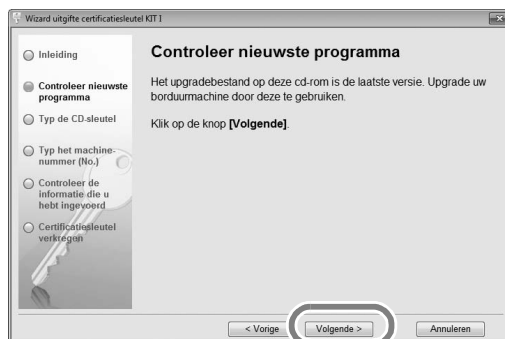 Wizard uitgifte certificatiesleutel KIT I
Inleiding
Controleer nieuwste
programma
Typ de CD-sleutel
Typ het machine-
nummer (No.)
Controleer de
informatie die u
hebt ingevoerd
Certificatiesleutel
verkregen
Controleer nieuwste programma
Het upgradebestand op deze cd-rom is de laatste versie. Upgrade uw
borduurmachine door deze te gebruiken.
Klik op de knop [Volgende].
< Vorige
Volgende >
Annuleren